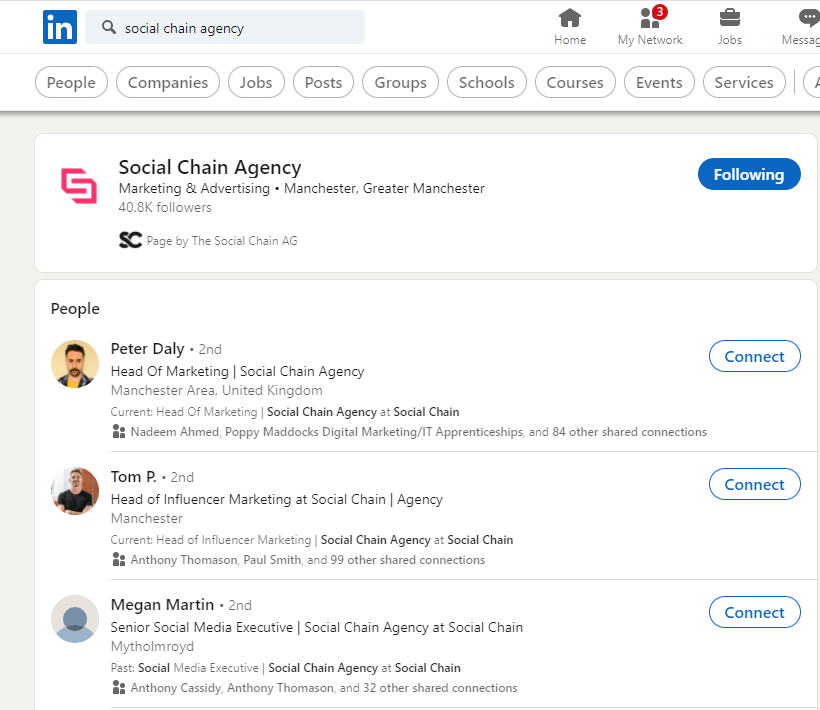 in
social chain agency
Home
3
My Network
Jobs
Messag
People
Companies
Jobs
Posts
Groups
Schools
Courses
Events
Services
A
Social Chain Agency
Marketing & Advertising • Manchester, Greater Manchester
40.8K followers
SC Page by The Social Chain AG
Following
People
Peter Daly • 2nd
Head Of Marketing | Social Chain Agency
Manchester Area, United Kingdom
Current: Head Of Marketing | Social Chain Agency at Social Chain
Nadeem Ahmed, Poppy Maddocks Digital Marketing/IT Apprenticeships, and 84 other shared connections
Connect
Tom P. • 2nd
Head of Influencer Marketing at Social Chain | Agency
Manchester
Current: Head of Influencer Marketing | Social Chain Agency at Social Chain
Anthony Thomason, Paul Smith, and 99 other shared connections
Connect
Megan Martin • 2nd
Senior Social Media Executive | Social Chain Agency at Social Chain
Mytholmroyd
Past: Social Media Executive | Social Chain Agency at Social Chain
Anthony Cassidy, Anthony Thomason, and 32 other shared connections
Connect